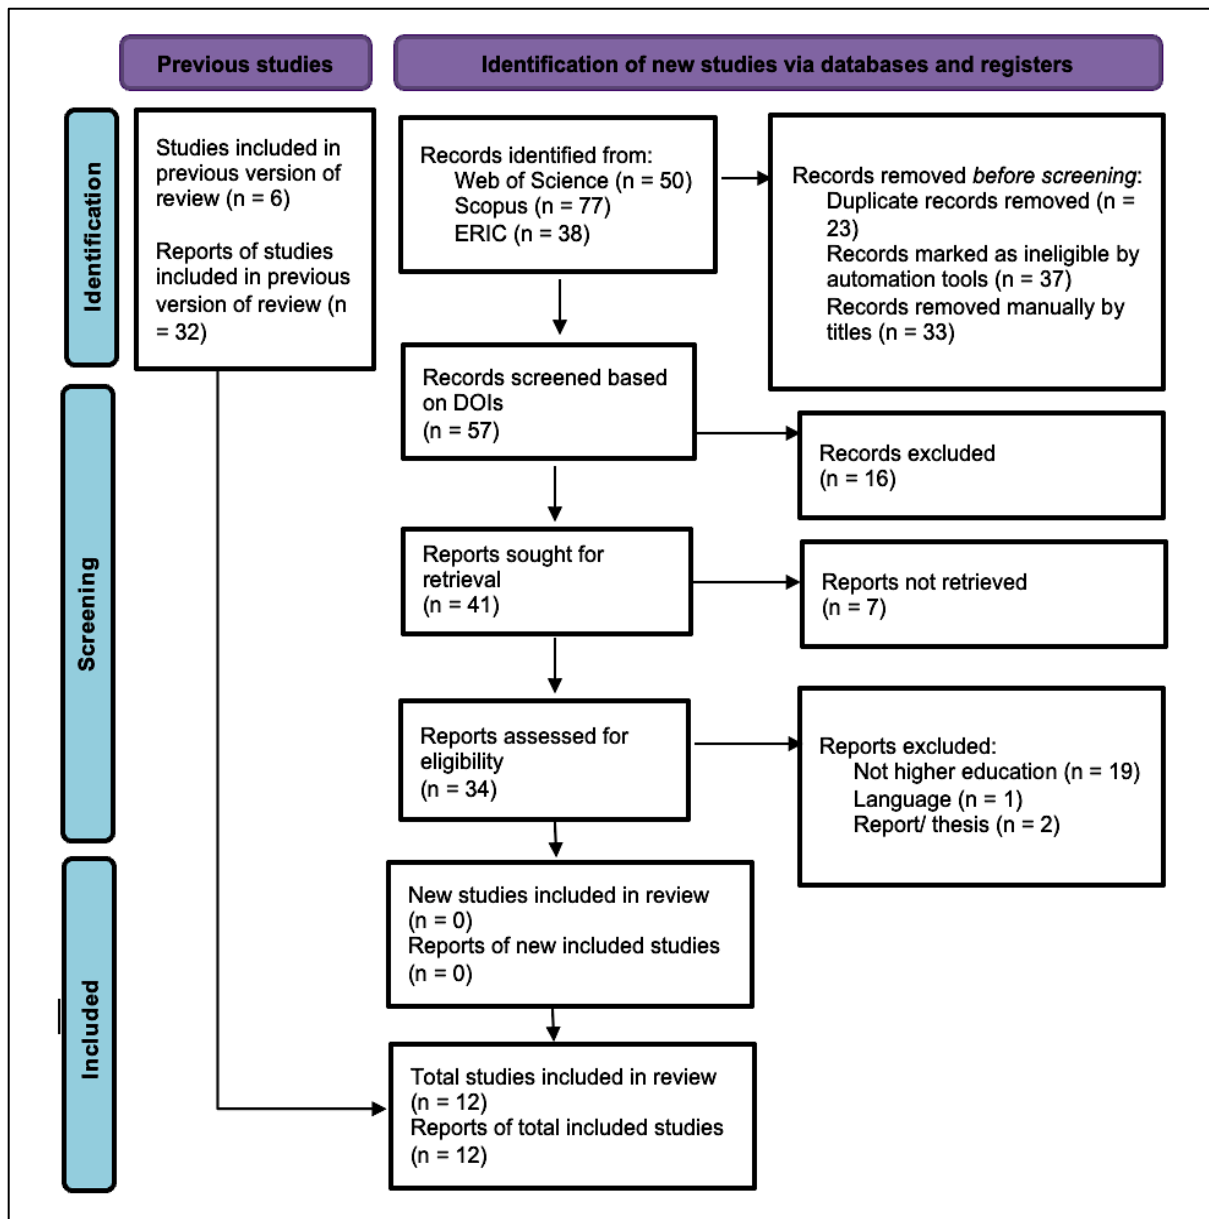 Previous studies
Identification of new studies via databases and registers
Identification
Studies included in
previous version of
review (n = 6)
Reports of studies
included in previous
version of review (n
= 32)
Records identified from:
Web of Science (n = 50)
Scopus (n = 77)
ERIC (n = 38)
Records removed before screening:
Duplicate records removed (n =
23)
Records marked as ineligible by
automation tools (n = 37)
Records removed manually by
titles (n = 33)
Screening
Records screened based
on DOIs
(n = 57)
Records excluded
(n = 16)
Reports sought for
retrieval
(n = 41)
Reports not retrieved
(n = 7)
Reports assessed for
eligibility
(n = 34)
Reports excluded:
Not higher education (n = 19)
Language (n = 1)
Report/ thesis (n = 2)
Included
New studies included in review
(n = 0)
Reports of new included studies
(n = 0)
Total studies included in review
(n = 12)
Reports of total included studies
(n = 12)